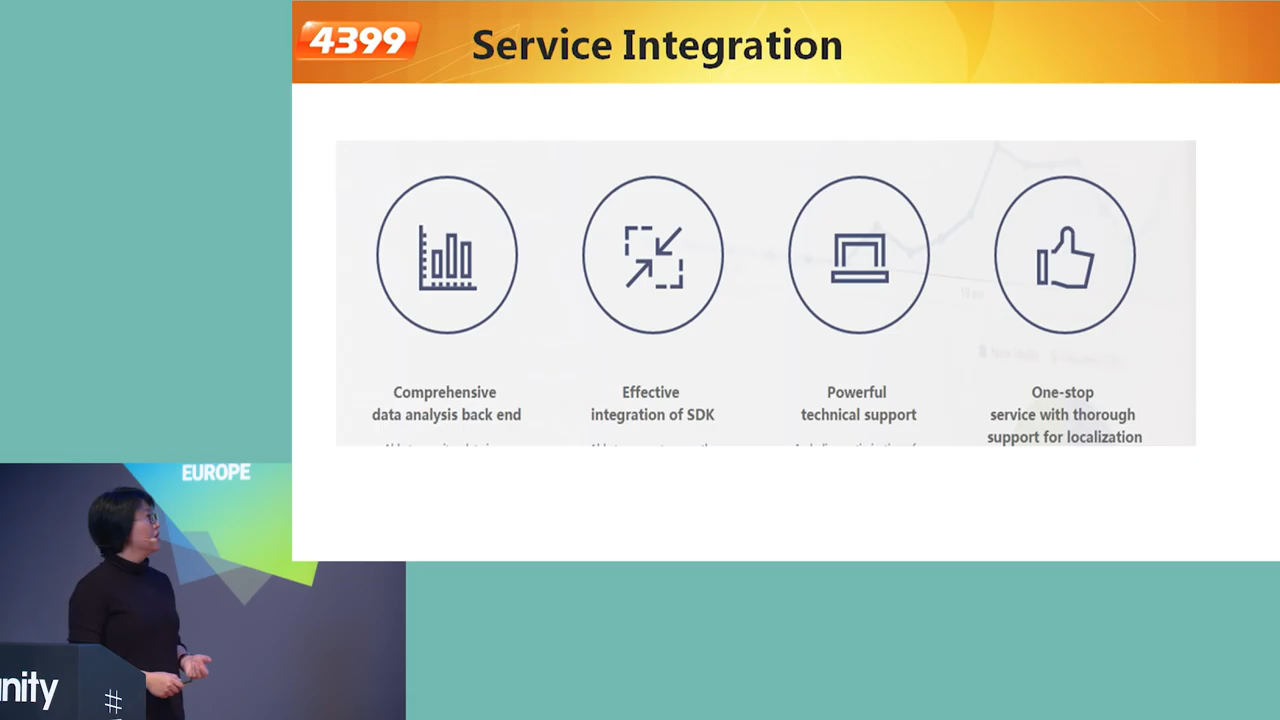 4399
Service Integration
Comprehensive
data analysis back end
Effective
integration of SDK
Powerful
technical support
One-stop
service with thorough
support for localization
EUROPE
nity
#